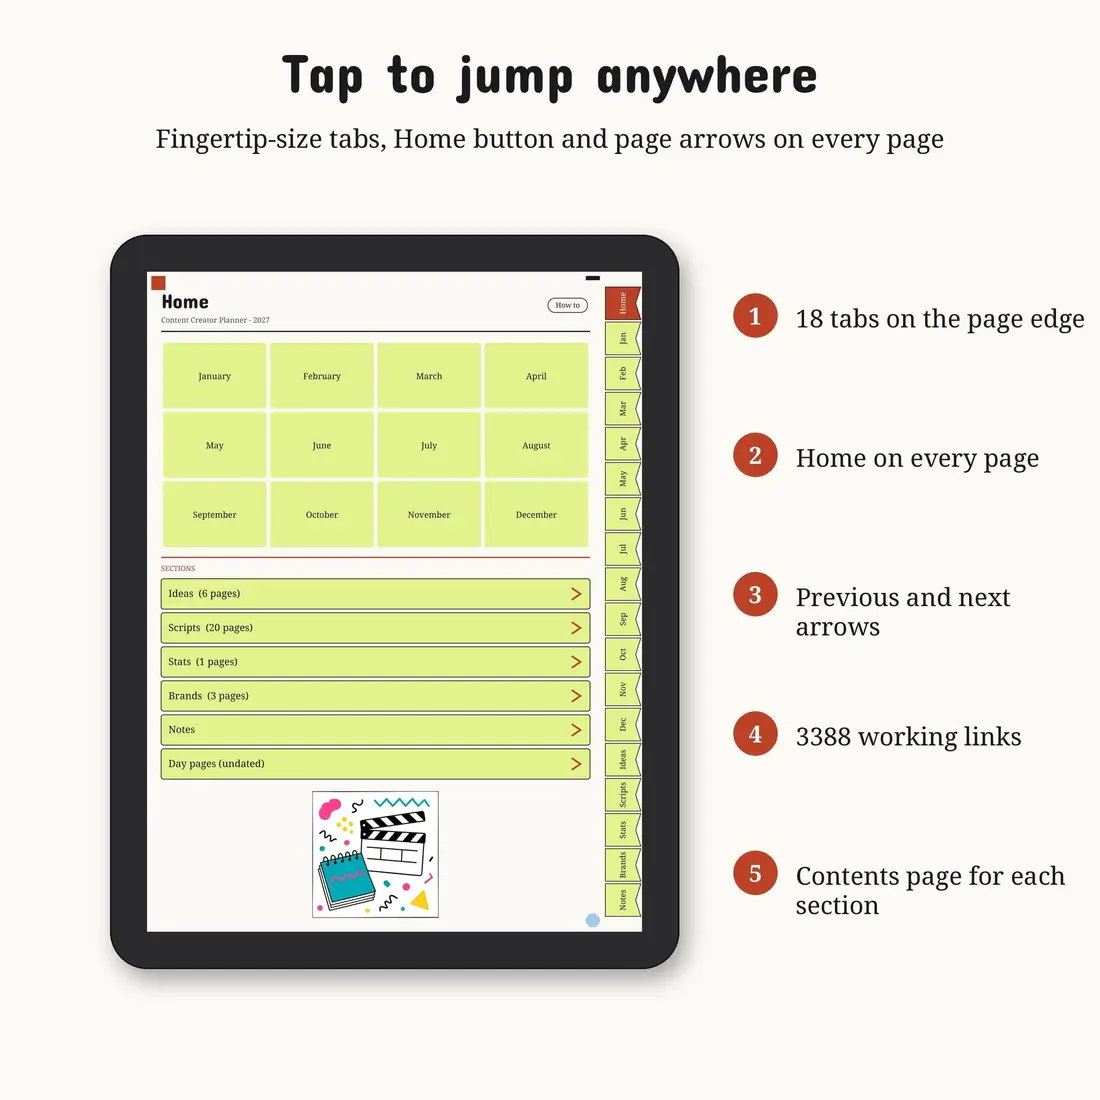 Tap to jump anywhere
Fingertip-size tabs, Home button and page arrows on every page
Home
Content Creator Planner - 2027
How to
January
February
March
April
May
June
July
August
September
October
November
December
SECTIONS
Ideas (6 pages)
Scripts (20 pages)
Stats (1 pages)
Brands (3 pages)
Notes
Day pages (undated)
Home
Jan
Feb
Mar
Apr
May
Jun
Jul
Aug
Sep
Oct
Nov
Dec
Ideas
Scripts
Stats
Brands
Notes
1
18 tabs on the page edge
2
Home on every page
3
Previous and next
arrows
4
3388 working links
5
Contents page for each
section